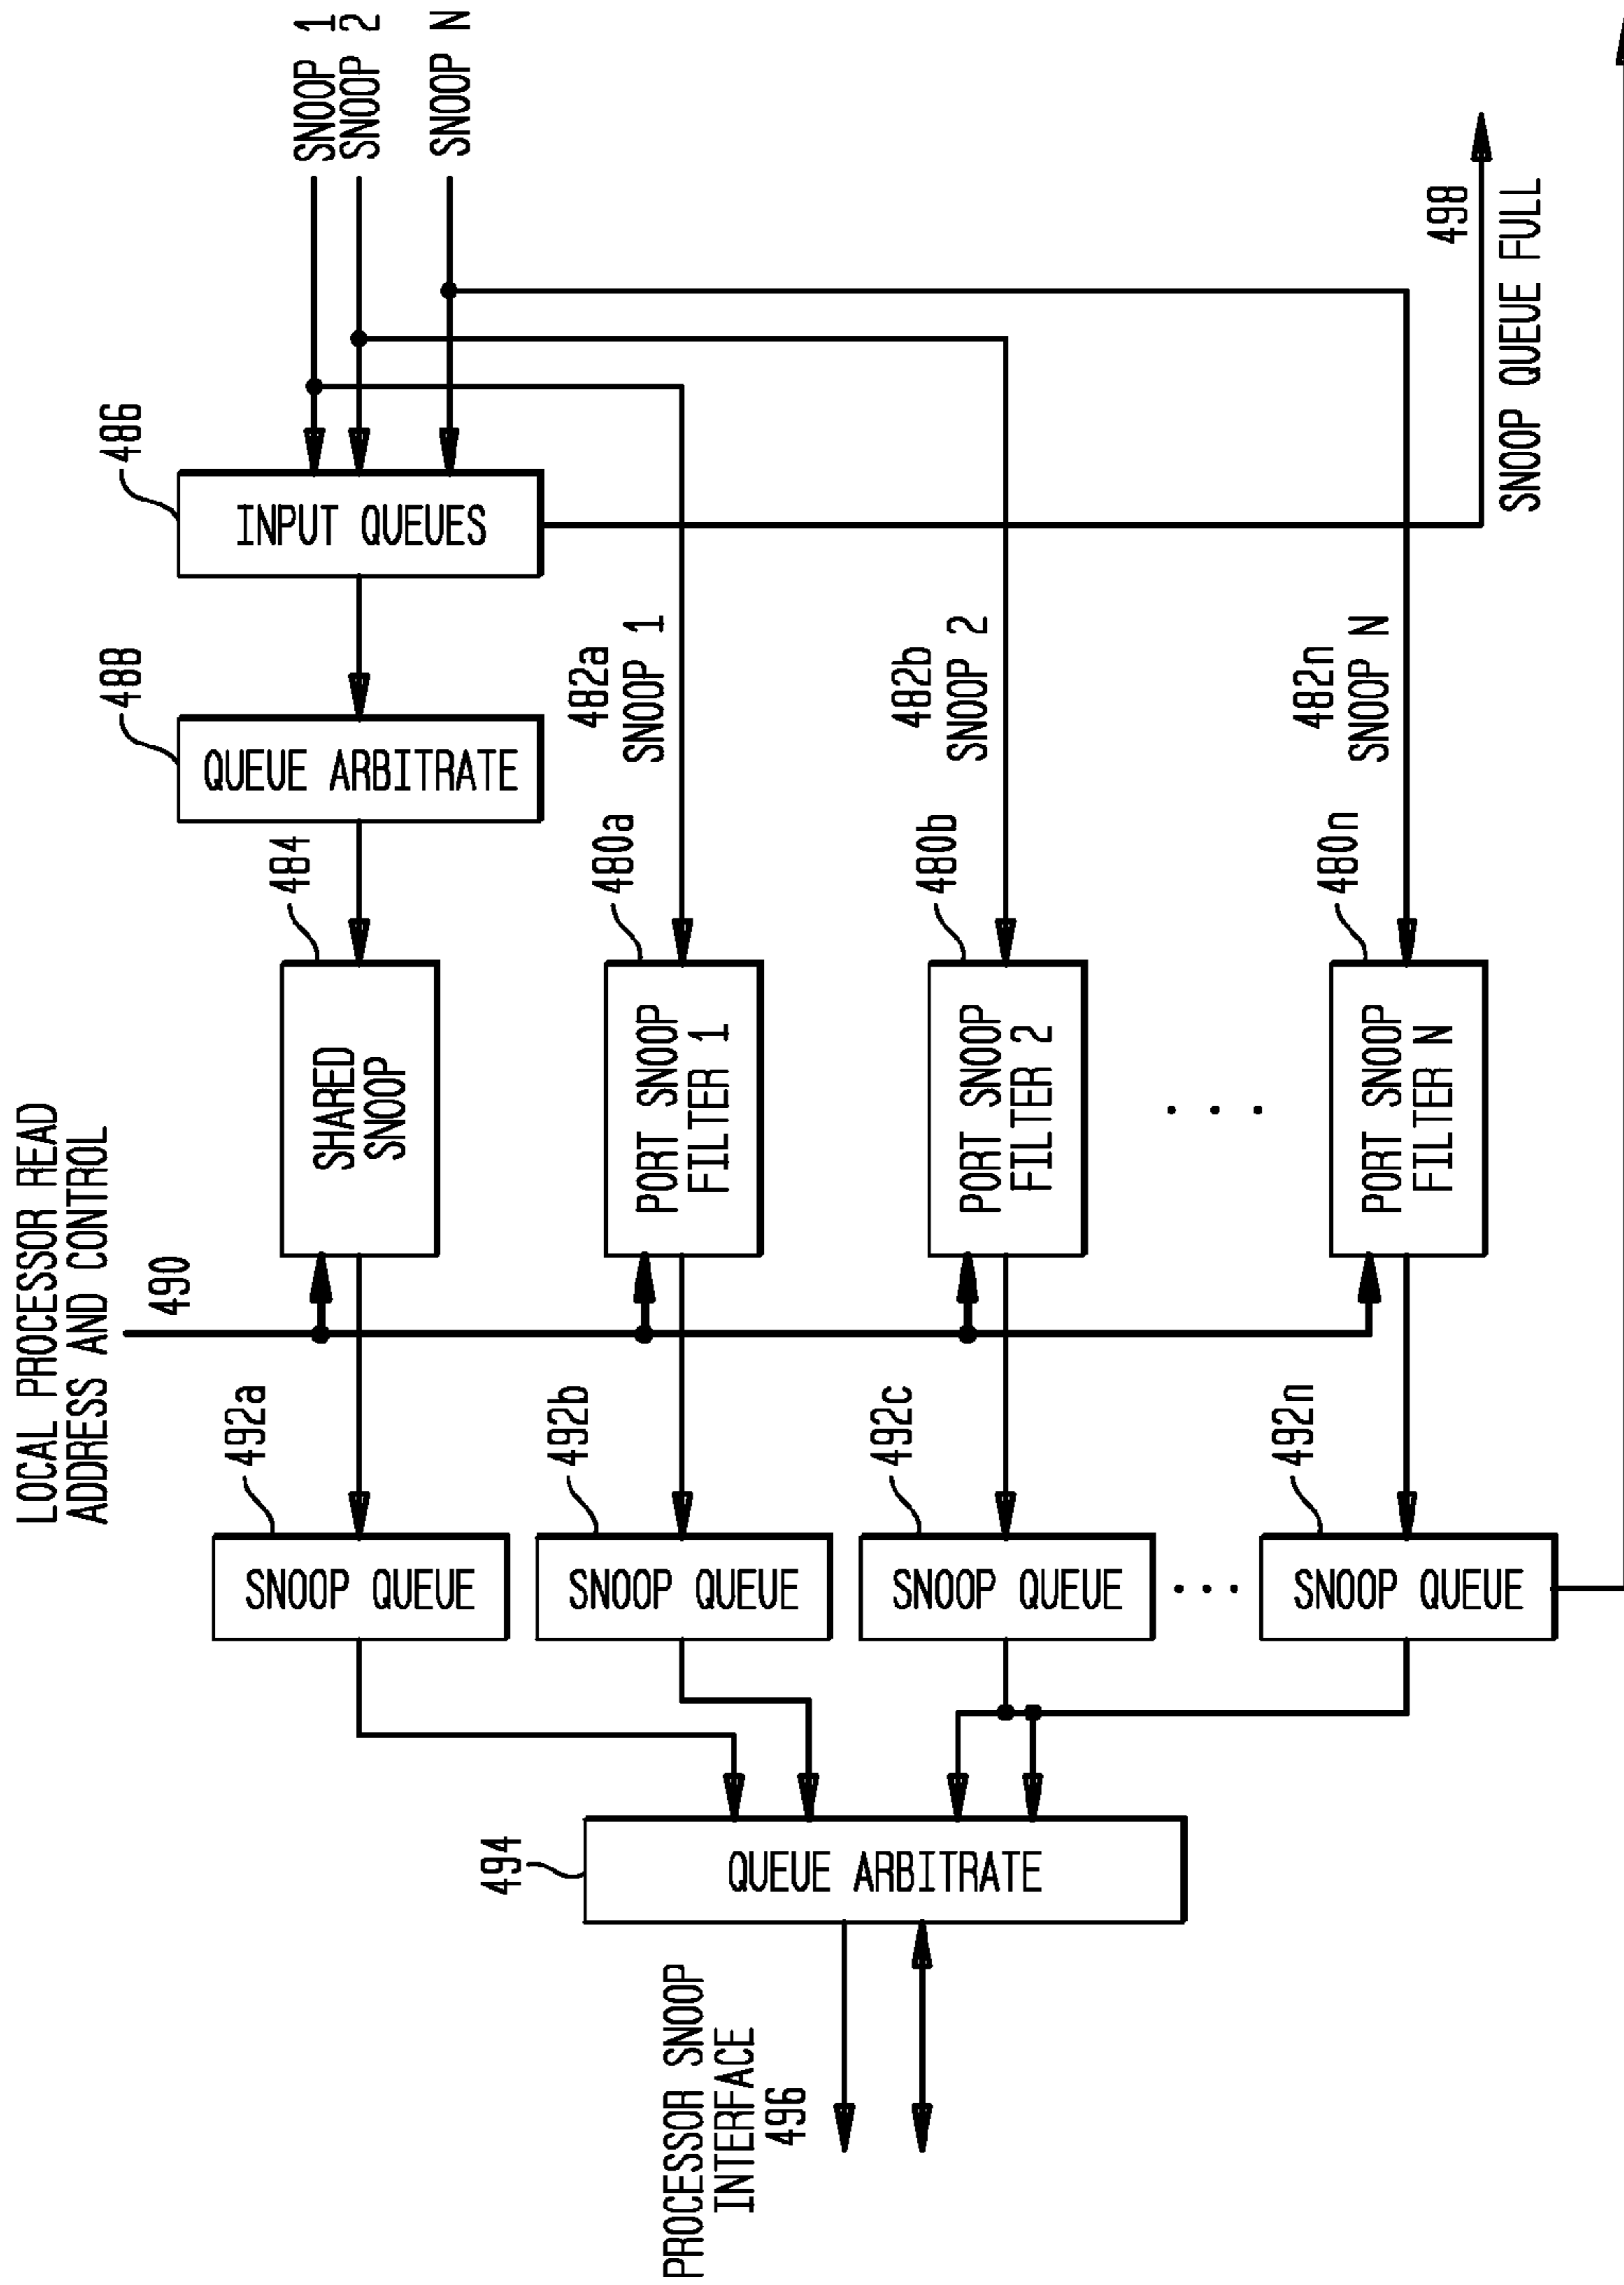 LOCAL PROCESSOR READ
ADDRESS AND CONTROL
490
486
INPUT QUEUES
488
QUEUE ARBITRATE
484
SHARED
SNOOP
492a
SNOOP QUEUE
SNOOP 1
SNOOP 2
SNOOP N
482a
SNOOP 1
480a
PORT SNOOP
FILTER 1
492b
SNOOP QUEUE
482b
SNOOP 2
480b
PORT SNOOP
FILTER 2
492c
SNOOP QUEUE
. . .
. . .
482n
SNOOP N
480n
PORT SNOOP
FILTER N
492n
SNOOP QUEUE
494
QUEUE ARBITRATE
PROCESSOR SNOOP
INTERFACE
496
498
SNOOP QUEUE FULL